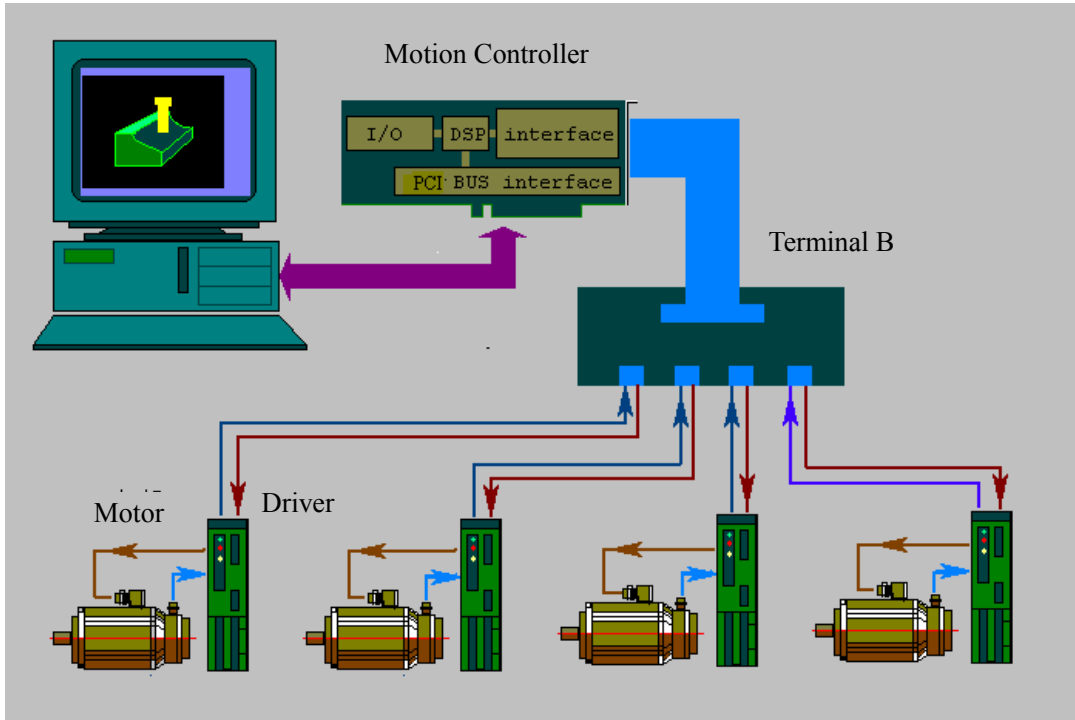 Motion Controller
I/O
DSP
interface
PCI BUS interface
Terminal B
Motor
Driver